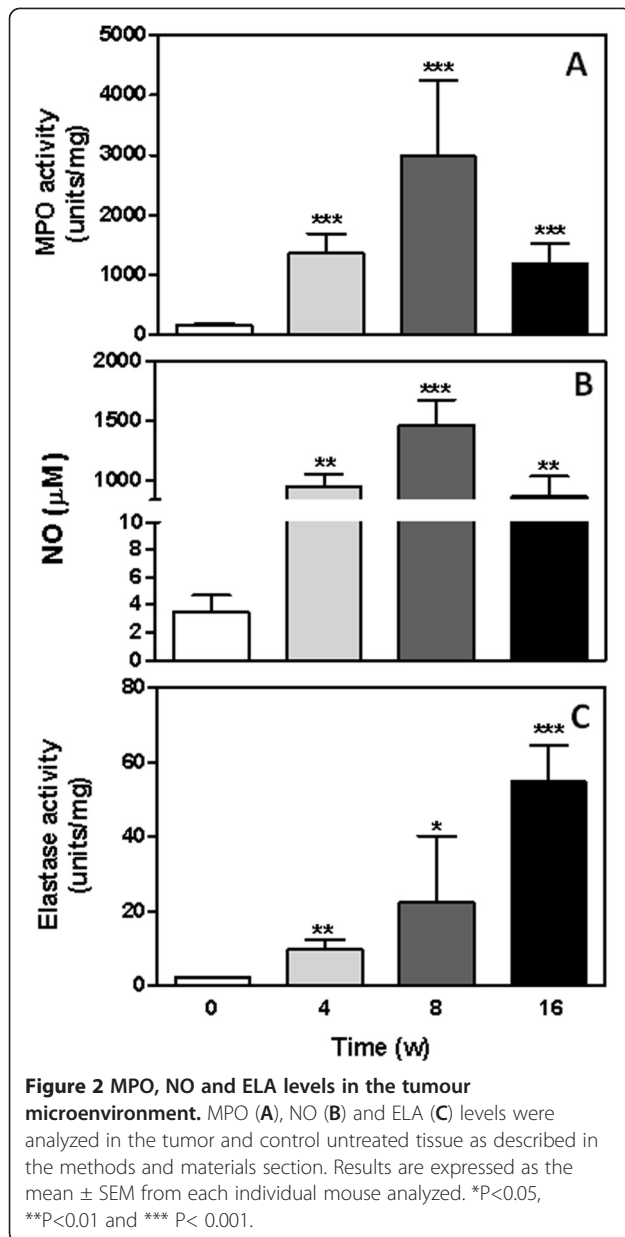 A
MPO activity
(units/mg)
5000
4000
3000
2000
1000
0
***
***
***
B
NO (µM)
2000
1500
1000
10
8
6
4
2
0
**
***
**
C
Elastase activity
(units/mg)
80
60
40
20
0
**
*
***
0 4 8 16
Time (w)
Figure 2 MPO, NO and ELA levels in the tumour
microenvironment. MPO (A), NO (B) and ELA (C) levels were
analyzed in the tumor and control untreated tissue as described in
the methods and materials section. Results are expressed as the
mean ± SEM from each individual mouse analyzed. *P<0.05,
**P<0.01 and *** P< 0.001.